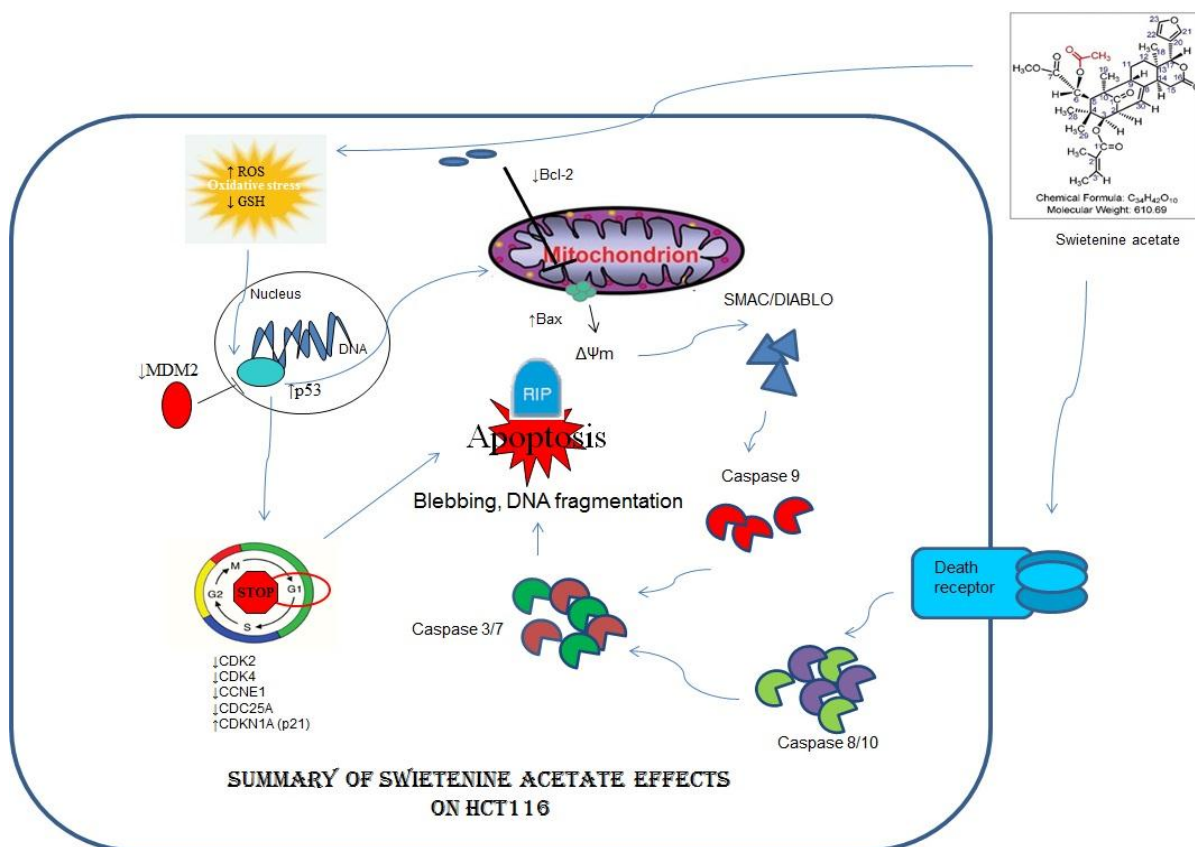 ↑ ROS
Oxidative stress
↓ GSH
↓Bcl-2
Mitochondrion
Nucleus
DNA
↓MDM2
↑p53
↑Bax
ΔΨm
SMAC/DIABLO
RIP
Apoptosis
Blebbing, DNA fragmentation
Caspase 9
Caspase 3/7
Death
receptor
Caspase 8/10
M
G2
STOP
G1
S
↓CDK2
↓CDK4
↓CCNE1
↓CDC25A
↑CDKN1A (p21)
SUMMARY OF SWIETENINE ACETATE EFFECTS
ON HCT116
Chemical Formula: C34H42O10
Molecular Weight: 610.69
Swietenine acetate